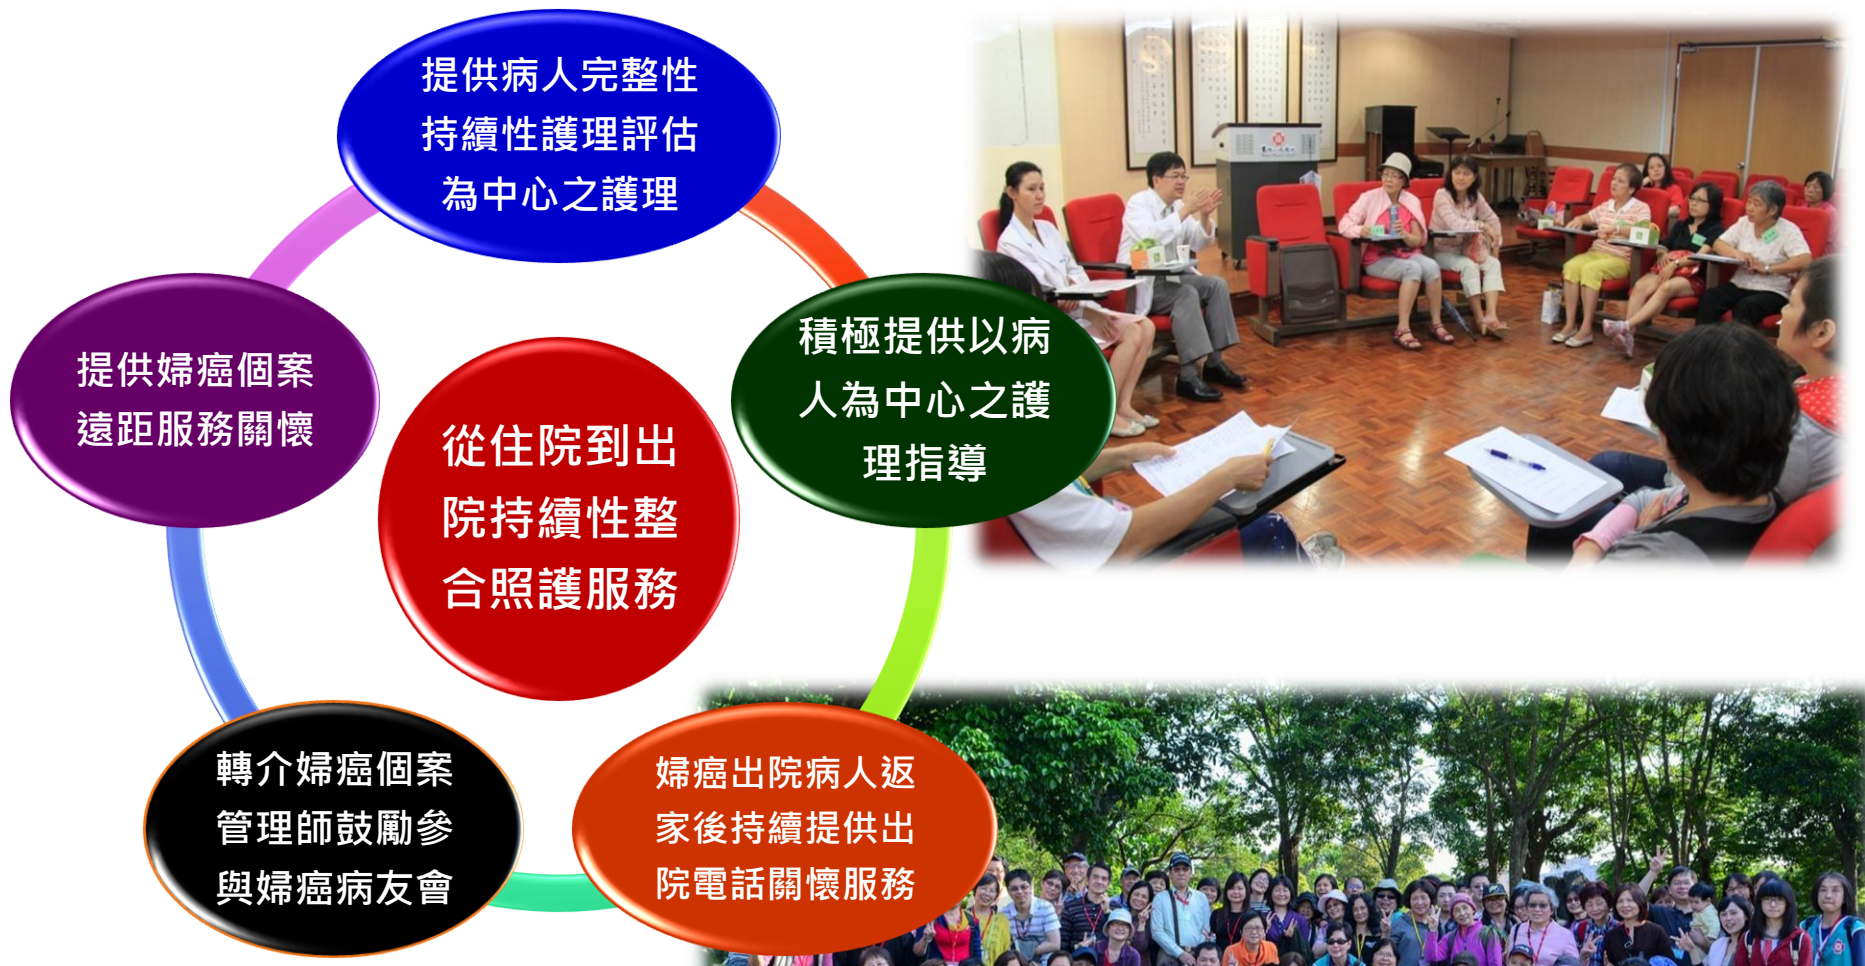 提供病人完整性
持續性護理評估
為中心之護理
積極提供以病
人為中心之護
理指導
婦癌出院病人返
家後持續提供出
院電話關懷服務
轉介婦癌個案
管理師鼓勵參
與婦癌病友會
提供婦癌個案
遠距服務關懷
從住院到出
院持續性整
合照護服務